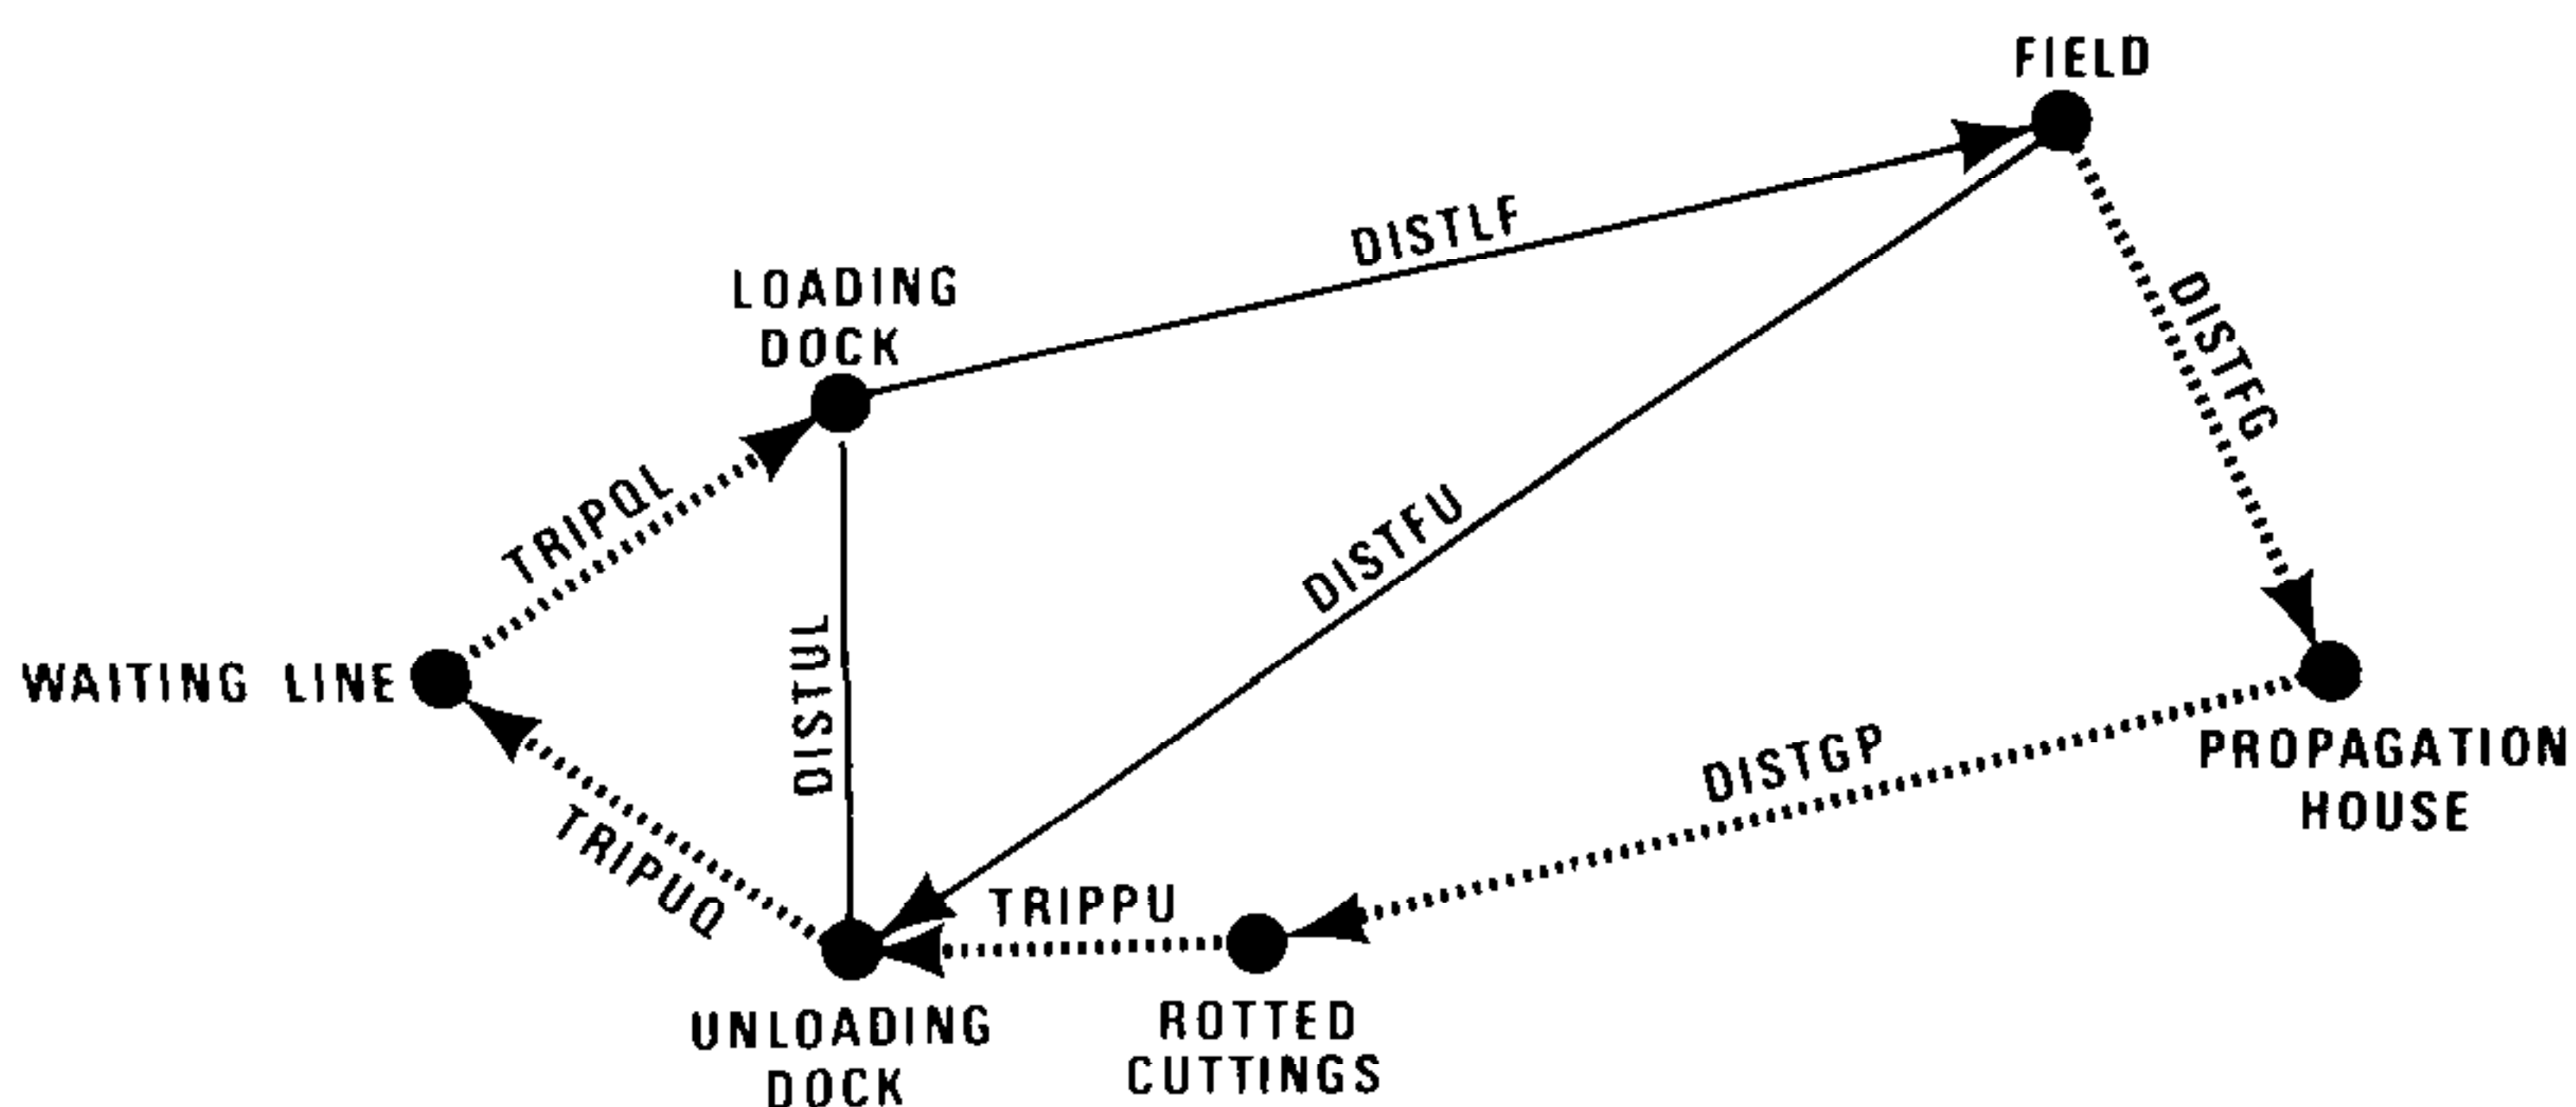 FIELD
DISTLF
LOADING
DOCK
DISTFG
TRIPQL
DISTFU
DISTUL
WAITING LINE
DISTGP
PROPAGATION
HOUSE
TRIPUQ
TRIPPU
UNLOADING
DOCK
ROTTED
CUTTINGS